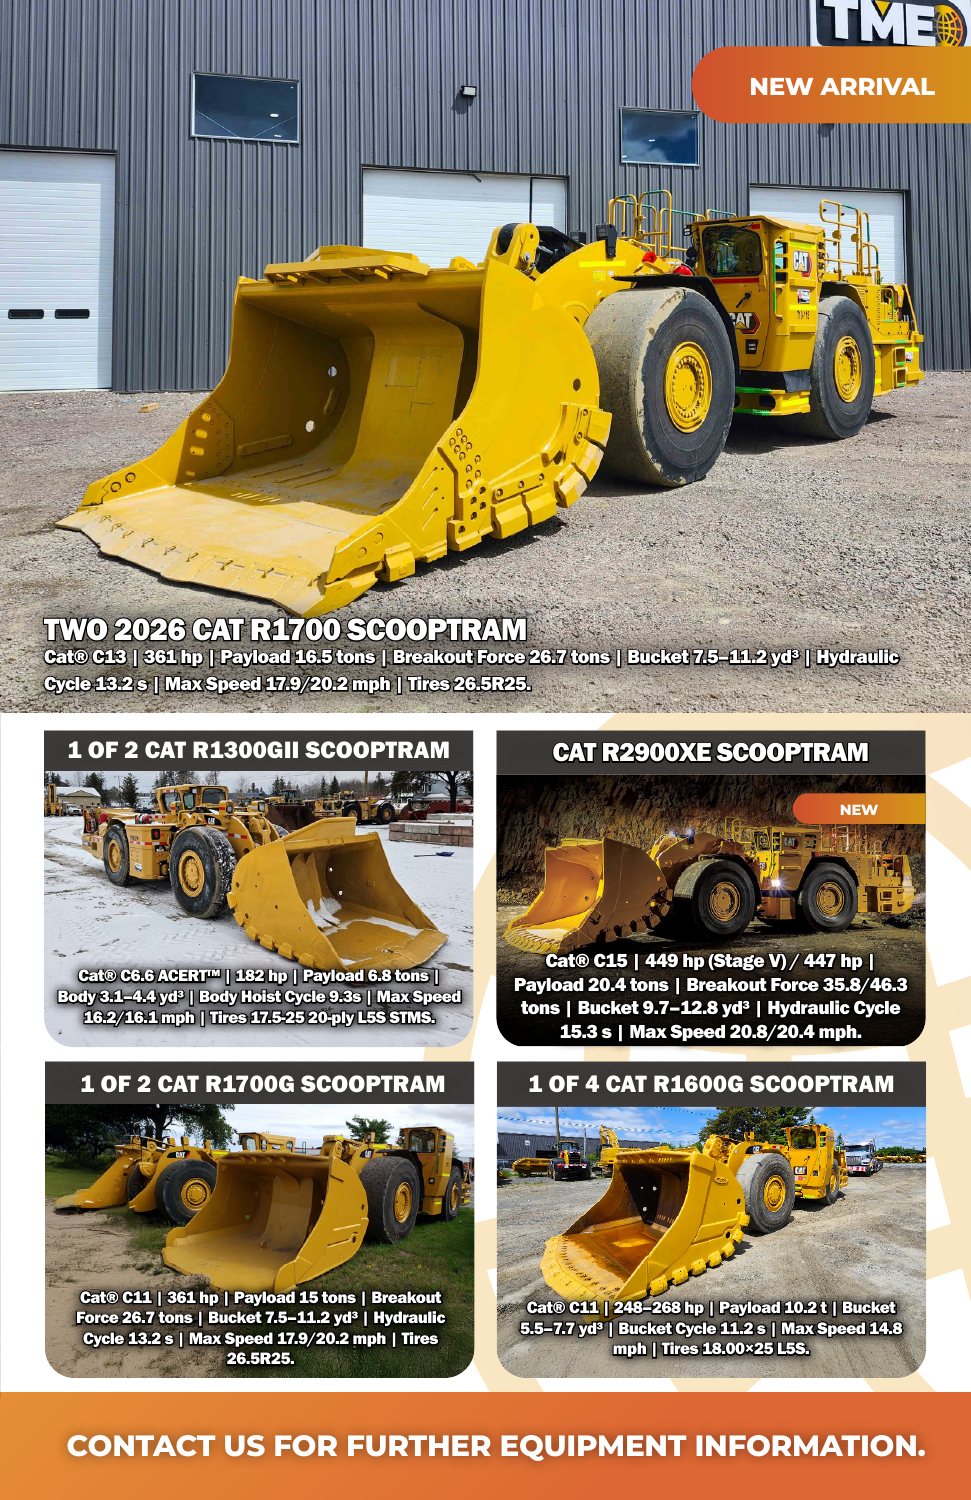 TME
NEW ARRIVAL
CAT
CAT
TWO 2026 CAT R1700 SCOOPTRAM
Cat® C13 | 361 hp | Payload 16.5 tons | Breakout Force 26.7 tons | Bucket 7.5–11.2 yd³ | Hydraulic
Cycle 13.2 s | Max Speed 17.9/20.2 mph | Tires 26.5R25.
1 OF 2 CAT R1300GII SCOOPTRAM
Cat® C6.6 ACERT™ | 182 hp | Payload 6.8 tons |
Body 3.1–4.4 yd³ | Body Hoist Cycle 9.3s | Max Speed
16.2/16.1 mph | Tires 17.5-25 20-ply L5S STMS.
CAT R2900XE SCOOPTRAM
NEW
CAT
Cat® C15 | 449 hp (Stage V) / 447 hp |
Payload 20.4 tons | Breakout Force 35.8/46.3
tons | Bucket 9.7–12.8 yd³ | Hydraulic Cycle
15.3 s | Max Speed 20.8/20.4 mph.
1 OF 2 CAT R1700G SCOOPTRAM
CAT
Cat® C11 | 361 hp | Payload 15 tons | Breakout
Force 26.7 tons | Bucket 7.5–11.2 yd³ | Hydraulic
Cycle 13.2 s | Max Speed 17.9/20.2 mph | Tires
26.5R25.
1 OF 4 CAT R1600G SCOOPTRAM
CAT
Cat® C11 | 248–268 hp | Payload 10.2 t | Bucket
5.5–7.7 yd³ | Bucket Cycle 11.2 s | Max Speed 14.8
mph | Tires 18.00×25 L5S.
CONTACT US FOR FURTHER EQUIPMENT INFORMATION.